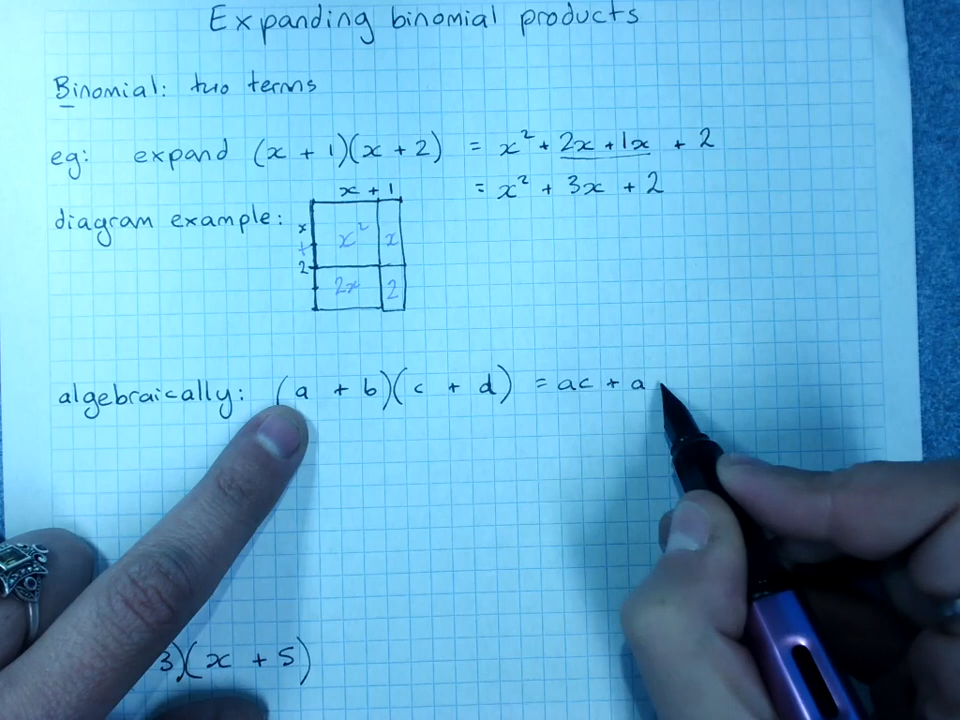 Expanding binomial products
Binomial: two terms
eg: expand (x + 1)(x + 2) = x² + 2x + 1x + 2
= x² + 3x + 2
diagram example:
x + 1
x
+
2
x² x
2x 2
algebraically: (a + b)(c + d) = ac + a
3)(x + 5)